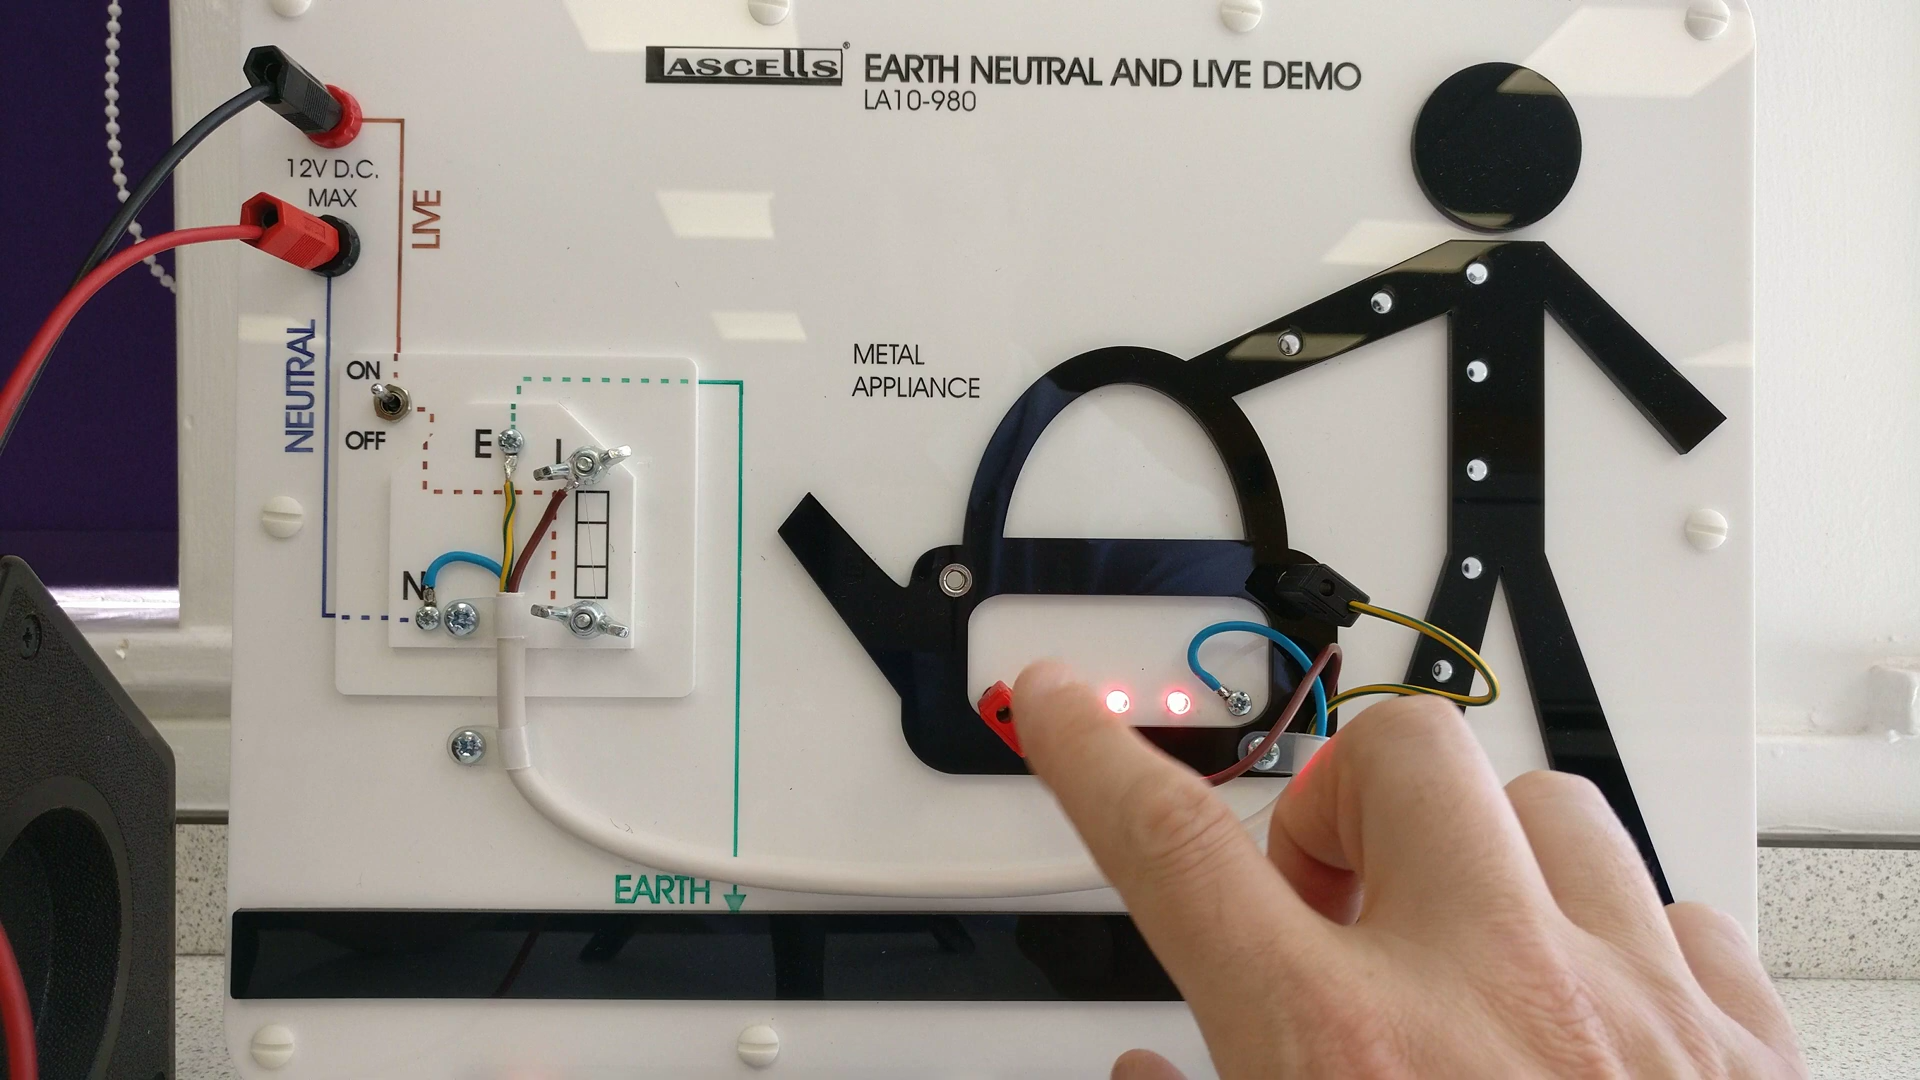 LASCELLS®
EARTH NEUTRAL AND LIVE DEMO
LA10-980
12V D.C.
MAX
LIVE
NEUTRAL
ON
OFF
E
L
N
METAL
APPLIANCE
EARTH